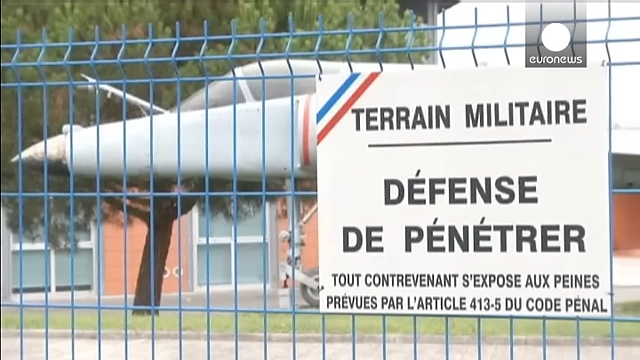 euronews
TERRAIN MILITAIRE
DÉFENSE
DE PÉNÉTRER
TOUT CONTREVENANT S'EXPOSE AUX PEINES
PRÉVUES PAR L'ARTICLE 413-5 DU CODE PÉNAL